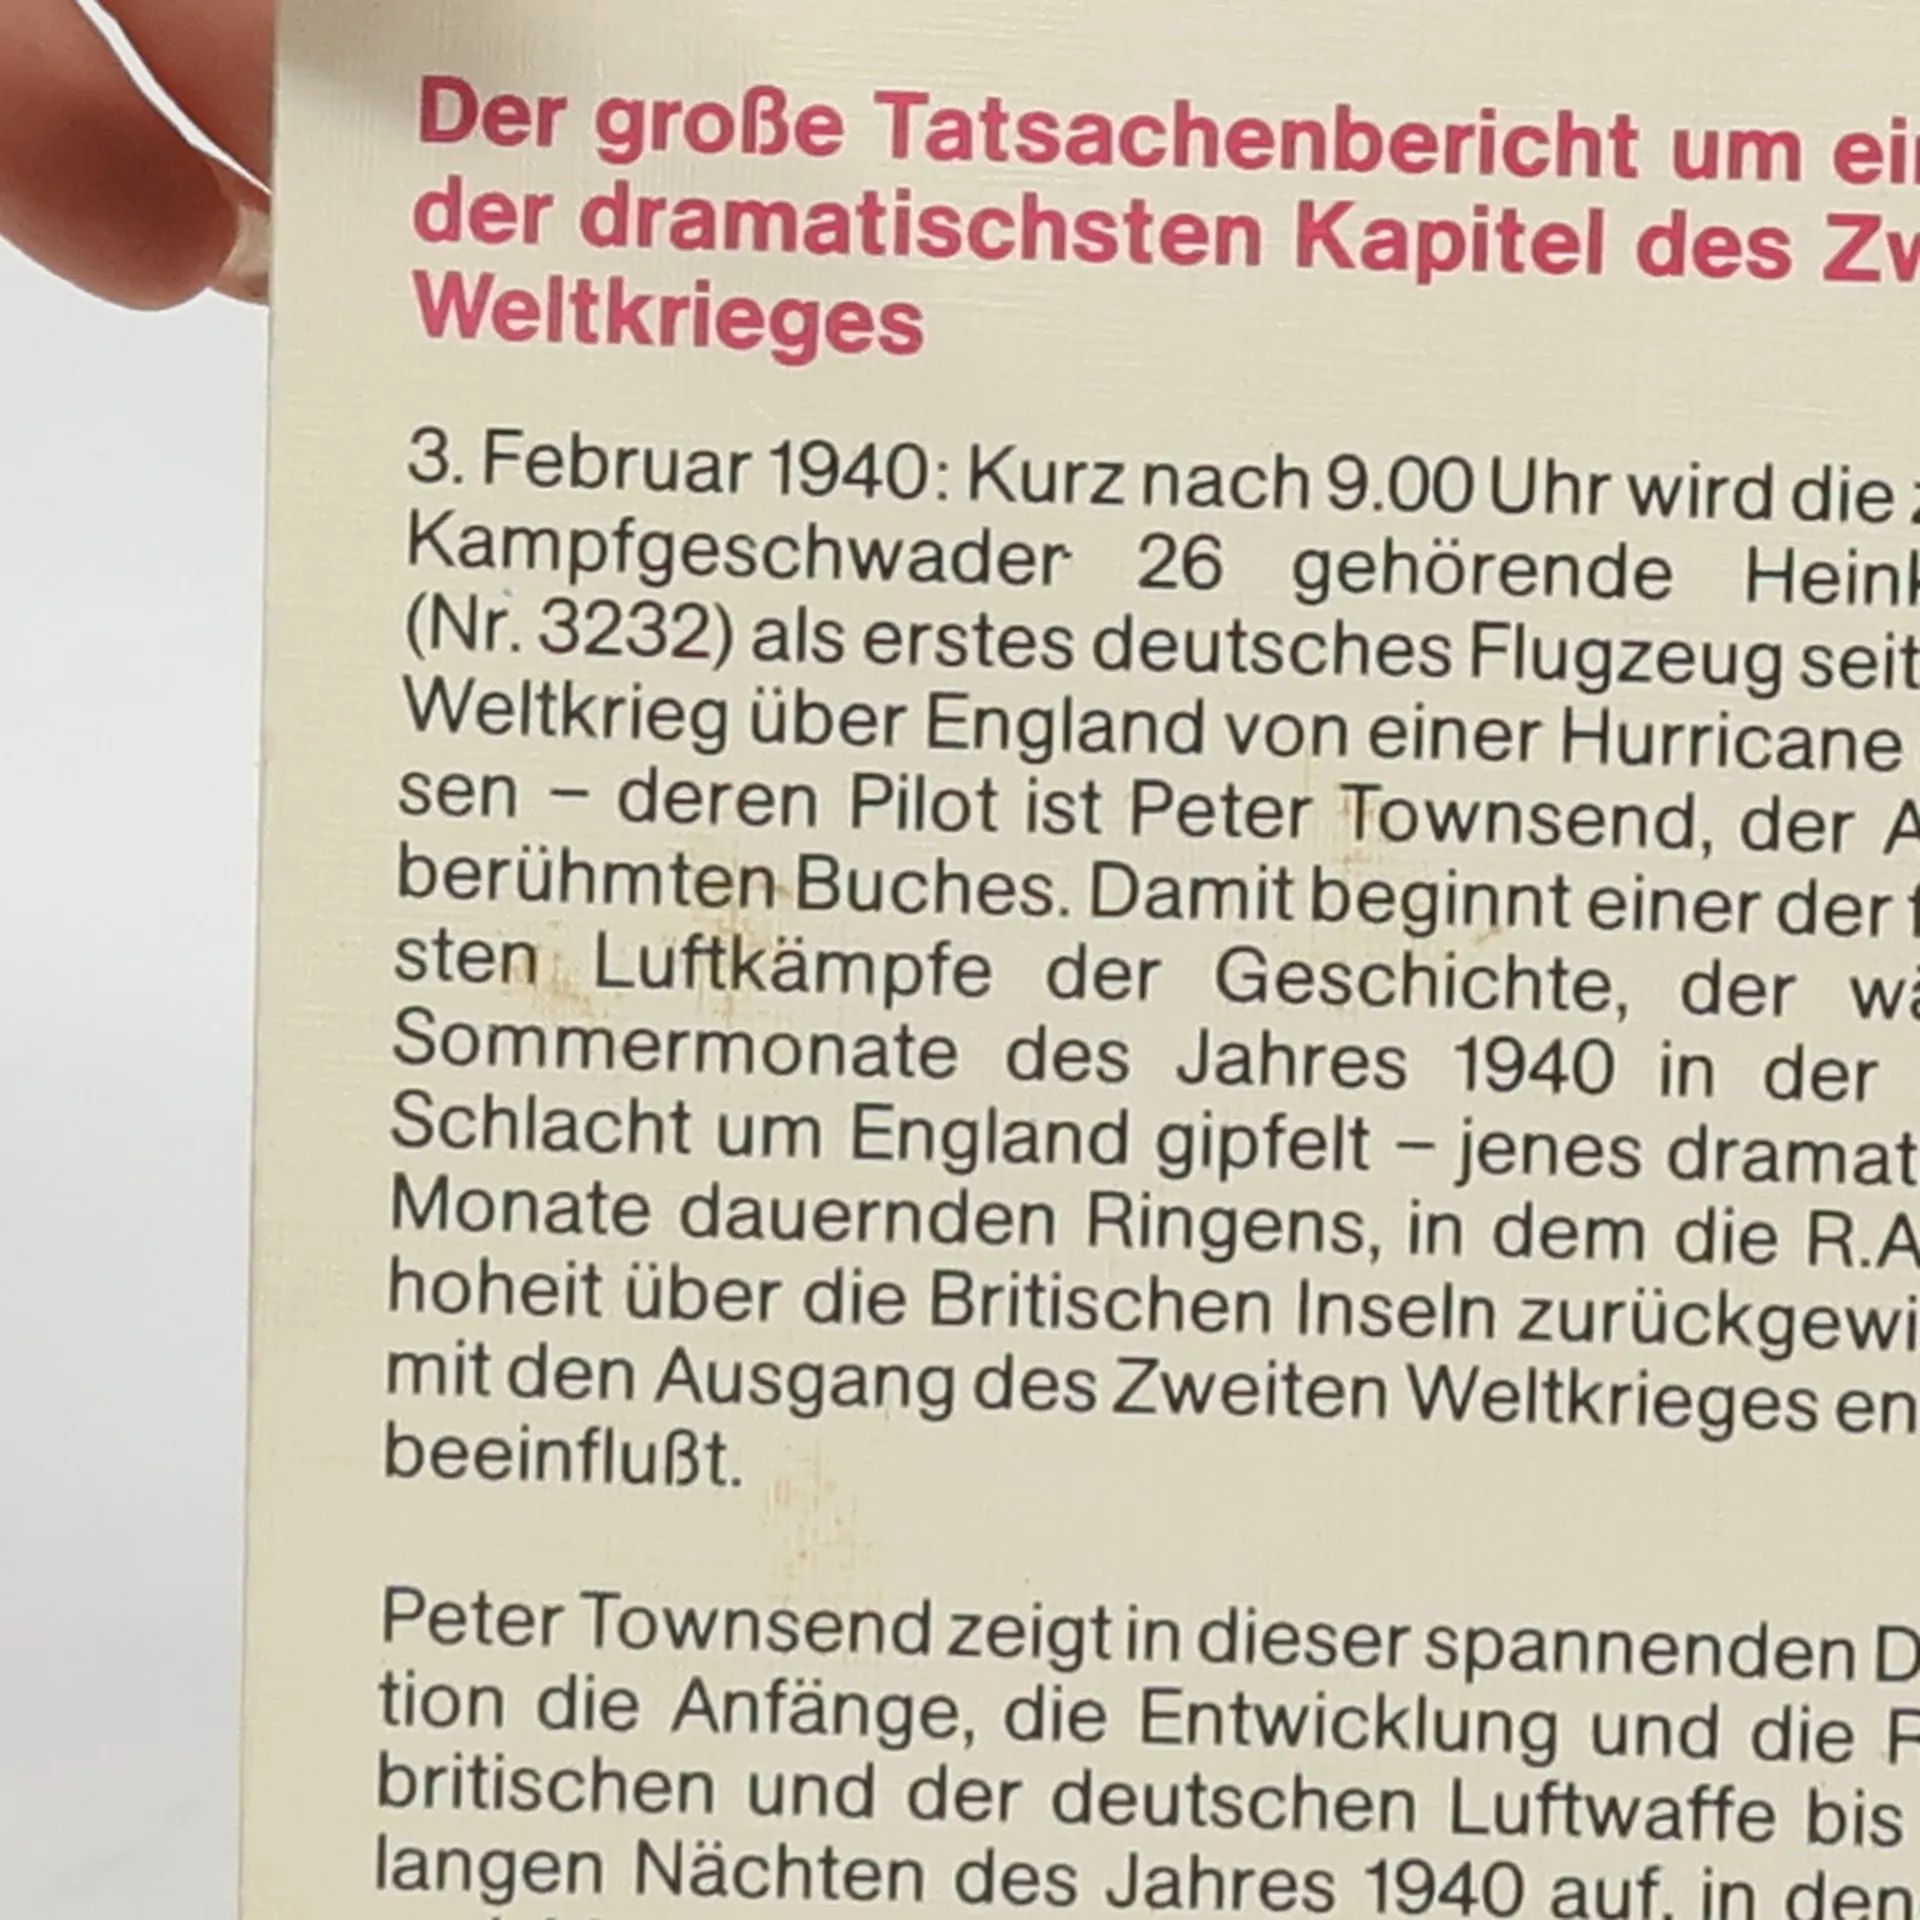 Der große Tatsachenbericht um
der dramatischsten Kapitel des
Weltkrieges
3. Februar 1940: Kurz nach 9.00 Uhr wird die
Kampfgeschwader 26 gehörende
(Nr. 3232) als erstes deutsches Flugzeug seit
Weltkrieg über England von einer Hurricane
sen – deren Pilot ist Peter Townsend, der
berühmten Buches. Damit beginnt einer der
sten Luftkämpfe der Geschichte, der
Sommermonate des Jahres 1940 in der
Schlacht um England gipfelt – jenes
Monate dauernden Ringens, in dem die
hoheit über die Britischen Inseln
mit den Ausgang des Zweiten Weltkrieges
beeinflußt.
Peter Townsend zeigt in dieser spannenden
tion die Anfänge, die Entwicklung und die
britischen und der deutschen Luftwaffe bis
langen Nächten des Jahres 1940 auf, in den